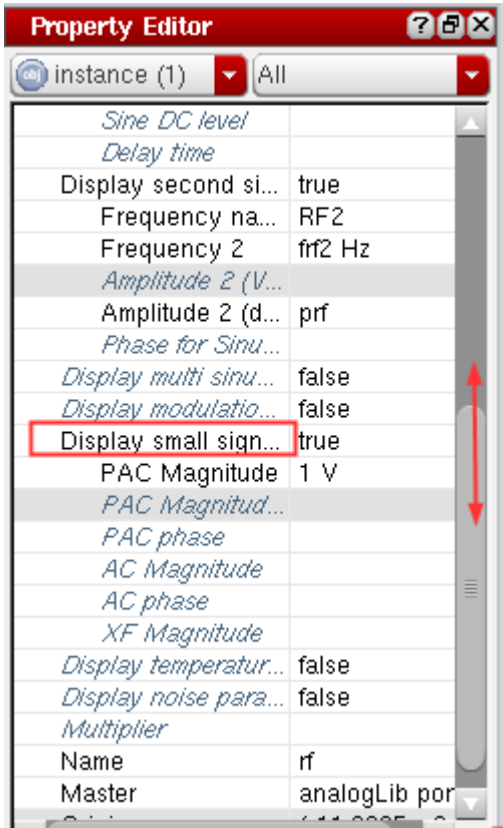 Property Editor
instance (1) All
Sine DC level
Delay time
Display second si... true
Frequency na... RF2
Frequency 2 frf2 Hz
Amplitude 2 (V...
Amplitude 2 (d... prf
Phase for Sinu...
Display multi sinu... false
Display modulatio... false
Display small sign... true
PAC Magnitude 1 V
PAC Magnitud...
PAC phase
AC Magnitude
AC phase
XF Magnitude
Display temperatur... false
Display noise para... false
Multiplier
Name rf
Master analogLib por